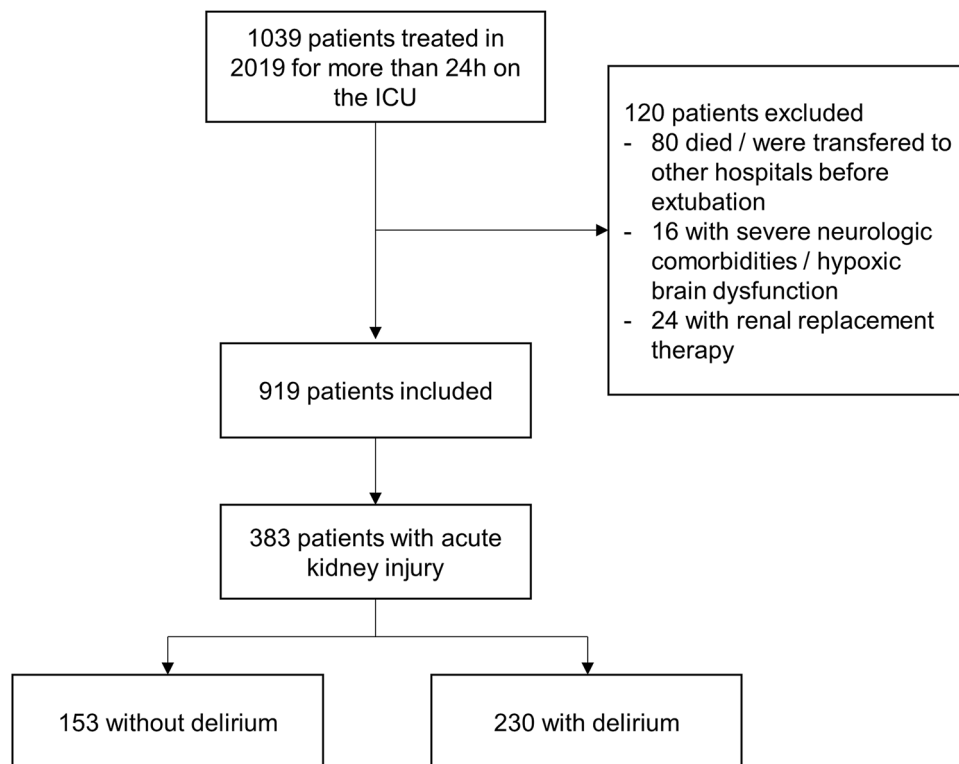 1039 patients treated in
2019 for more than 24h on
the ICU
120 patients excluded
- 80 died / were transfered to
other hospitals before
extubation
- 16 with severe neurologic
comorbidities / hypoxic
brain dysfunction
- 24 with renal replacement
therapy
919 patients included
383 patients with acute
kidney injury
153 without delirium
230 with delirium